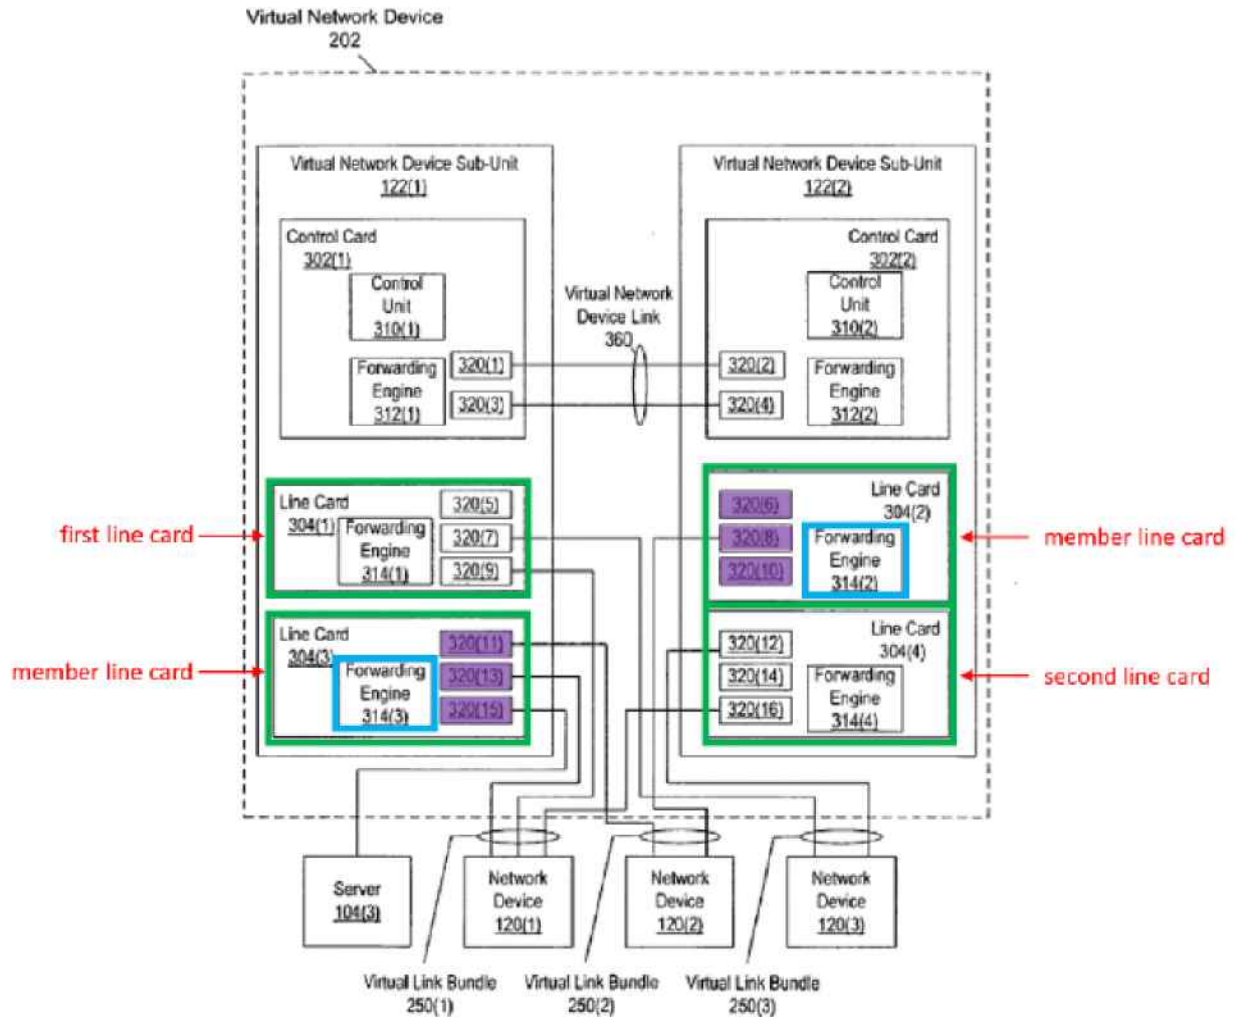 Virtual Network Device
202
Virtual Network Device Sub-Unit
122(1)
Control Card
302(1)
Control
Unit
310(1)
Forwarding
Engine
312(1)
320(1)
320(3)
Virtual Network
Device Link
360
Virtual Network Device Sub-Unit
122(2)
Control Card
302(2)
Control
Unit
310(2)
320(2)
320(4)
Forwarding
Engine
312(2)
first line card
Line Card
304(1)
Forwarding
Engine
314(1)
320(5)
320(7)
320(9)
320(6)
320(8)
320(10)
Line Card
304(2)
Forwarding
Engine
314(2)
member line card
member line card
Line Card
304(3)
Forwarding
Engine
314(3)
320(11)
320(13)
320(15)
320(12)
320(14)
320(16)
Line Card
304(4)
Forwarding
Engine
314(4)
second line card
Server
104(3)
Network
Device
120(1)
Network
Device
120(2)
Network
Device
120(3)
Virtual Link Bundle
250(1)
Virtual Link Bundle
250(2)
Virtual Link Bundle
250(3)